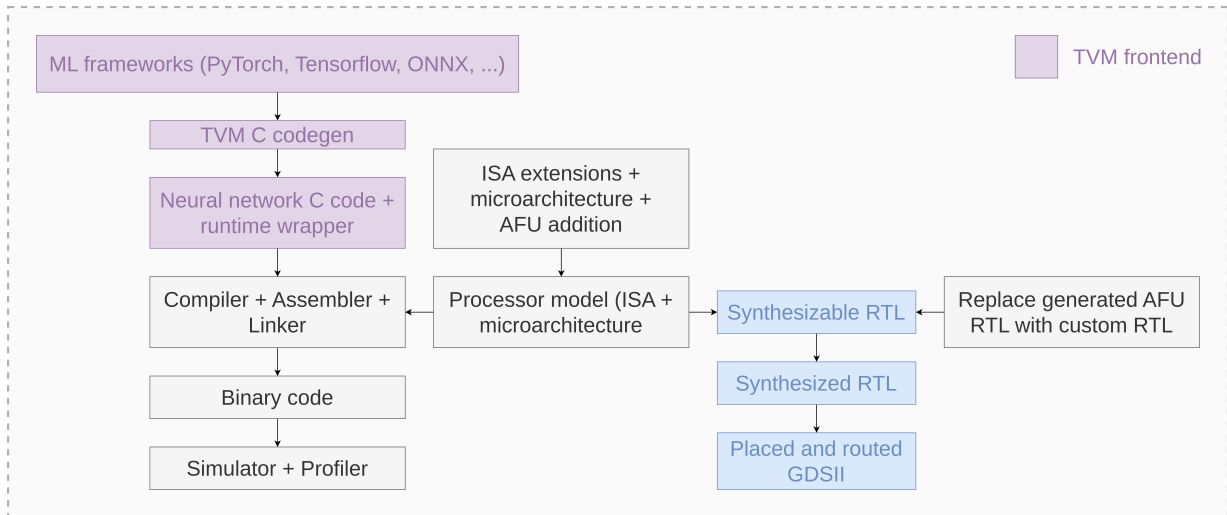 ML frameworks (PyTorch, Tensorflow, ONNX, ...)
TVM frontend
TVM C codegen
Neural network C code +
runtime wrapper
ISA extensions +
microarchitecture +
AFU addition
Compiler + Assembler +
Linker
Processor model (ISA +
microarchitecture
Synthesizable RTL
Replace generated AFU
RTL with custom RTL
Binary code
Synthesized RTL
Simulator + Profiler
Placed and routed
GDSII